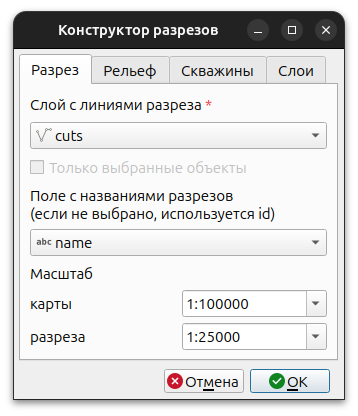 Конструктор разрезов
Разрез Рельеф Скважины Слои
Слой с линиями разреза *
cuts
Только выбранные объекты
Поле с названиями разрезов
(если не выбрано, используется id)
abc name
Масштаб
карты 1:100000
разреза 1:25000
Отмена OK